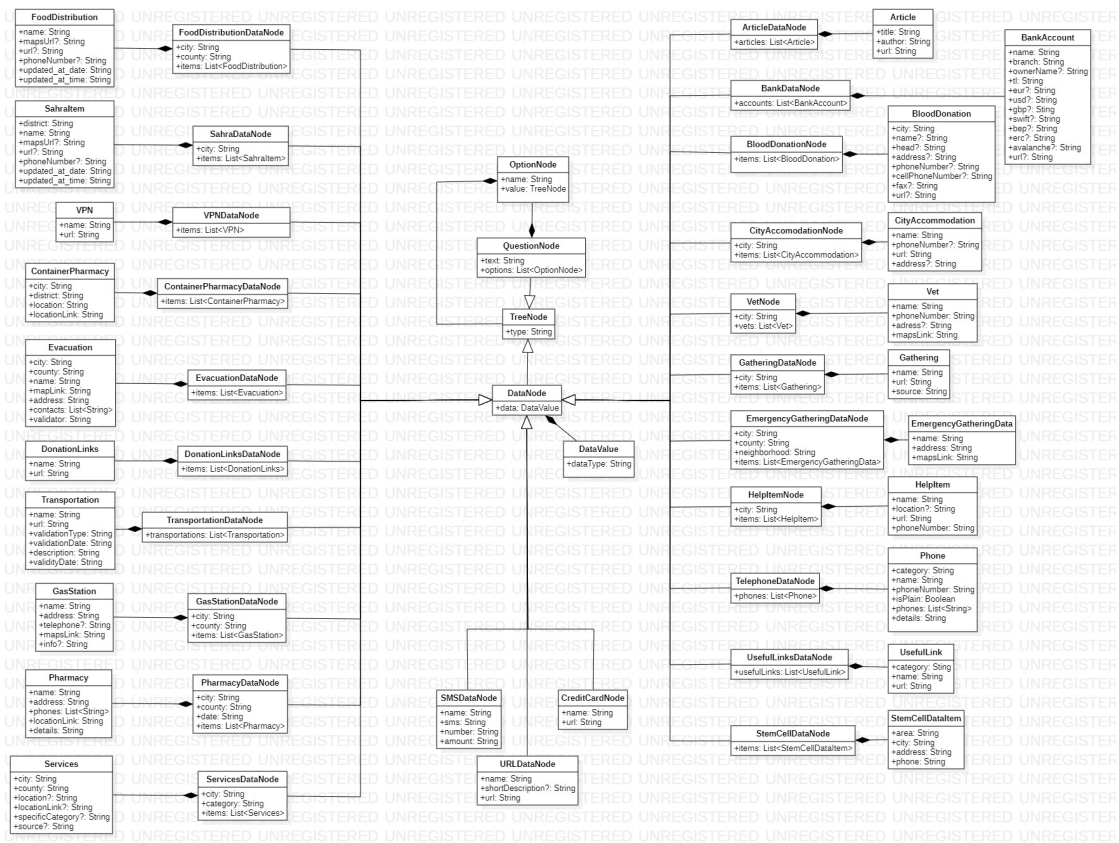 FoodDistribution
+name: String
+mapsUrl?: String
+url?: String
+phoneNumber?: String
+updated_at_date: String
+updated_at_time: String
FoodDistributionDataNode
+city: String
+county: String
+items: List<FoodDistribution>
SahraItem
+district: String
+name: String
+mapsUrl?: String
+url?: String
+phoneNumber?: String
+updated_at_date: String
+updated_at_time: String
SahraDataNode
+city: String
+items: List<SahraItem>
VPN
+name: String
+url: String
VPNDataNode
+items: List<VPN>
ContainerPharmacy
+city: String
+district: String
+location: String
+locationLink: String
ContainerPharmacyDataNode
+items: List<ContainerPharmacy>
Evacuation
+city: String
+county: String
+name: String
+mapLink: String
+address: String
+contacts: List<String>
+validator: String
EvacuationDataNode
+items: List<Evacuation>
DonationLinks
+name: String
+url: String
DonationLinksDataNode
+items: List<DonationLinks>
Transportation
+name: String
+url: String
+validationType: String
+validationDate: String
+description: String
+validityDate: String
TransportationDataNode
+transportations: List<Transportation>
GasStation
+name: String
+address: String
+telephone?: String
+mapsLink: String
+info?: String
GasStationDataNode
+city: String
+county: String
+items: List<GasStation>
Pharmacy
+name: String
+address: String
+phones: List<String>
+locationLink: String
+details: String
PharmacyDataNode
+city: String
+county: String
+date: String
+items: List<Pharmacy>
Services
+city: String
+county: String
+location?: String
+locationLink?: String
+specificCategory?: String
+source?: String
ServicesDataNode
+city: String
+category: String
+items: List<Services>
OptionNode
+name: String
+value: TreeNode
QuestionNode
+text: String
+options: List<OptionNode>
TreeNode
+type: String
DataNode
+data: DataValue
DataValue
+dataType: String
SMSDataNode
+name: String
+sms: String
+number: String
+amount: String
CreditCardNode
+name: String
+url: String
URLDataNode
+name: String
+shortDescription?: String
+url: String
ArticleDataNode
+articles: List<Article>
Article
+title: String
+author: String
+url: String
BankDataNode
+accounts: List<BankAccount>
BankAccount
+name: String
+branch: String
+ownerName?: String
+tl: String
+eur?: String
+usd?: String
+gbp?: String
+swift?: String
+bep?: String
+erc?: String
+avalanche?: String
+url?: String
BloodDonationNode
+items: List<BloodDonation>
BloodDonation
+city: String
+name?: String
+head?: String
+address?: String
+phoneNumber?: String
+cellPhoneNumber?: String
+fax?: String
+url?: String
CityAccomodationNode
+city: String
+items: List<CityAccommodation>
CityAccommodation
+name: String
+phoneNumber?: String
+url: String
+address?: String
VetNode
+city: String
+vets: List<Vet>
Vet
+name: String
+phoneNumber: String
+adress?: String
+mapsLink: String
GatheringDataNode
+city: String
+items: List<Gathering>
Gathering
+name: String
+url: String
+source: String
EmergencyGatheringDataNode
+city: String
+county: String
+neighborhood: String
+items: List<EmergencyGatheringData>
EmergencyGatheringData
+name: String
+address: String
+mapsLink: String
HelpItemNode
+city: String
+items: List<HelpItem>
HelpItem
+name: String
+location?: String
+url: String
+phoneNumber: String
TelephoneDataNode
+phones: List<Phone>
Phone
+category: String
+name: String
+phoneNumber: String
+isPlain: Boolean
+phones: List<String>
+details: String
UsefulLinksDataNode
+usefulLinks: List<UsefulLink>
UsefulLink
+category: String
+name: String
+url: String
StemCellDataNode
+items: List<StemCellDataItem>
StemCellDataItem
+area: String
+city: String
+address: String
+phone: String